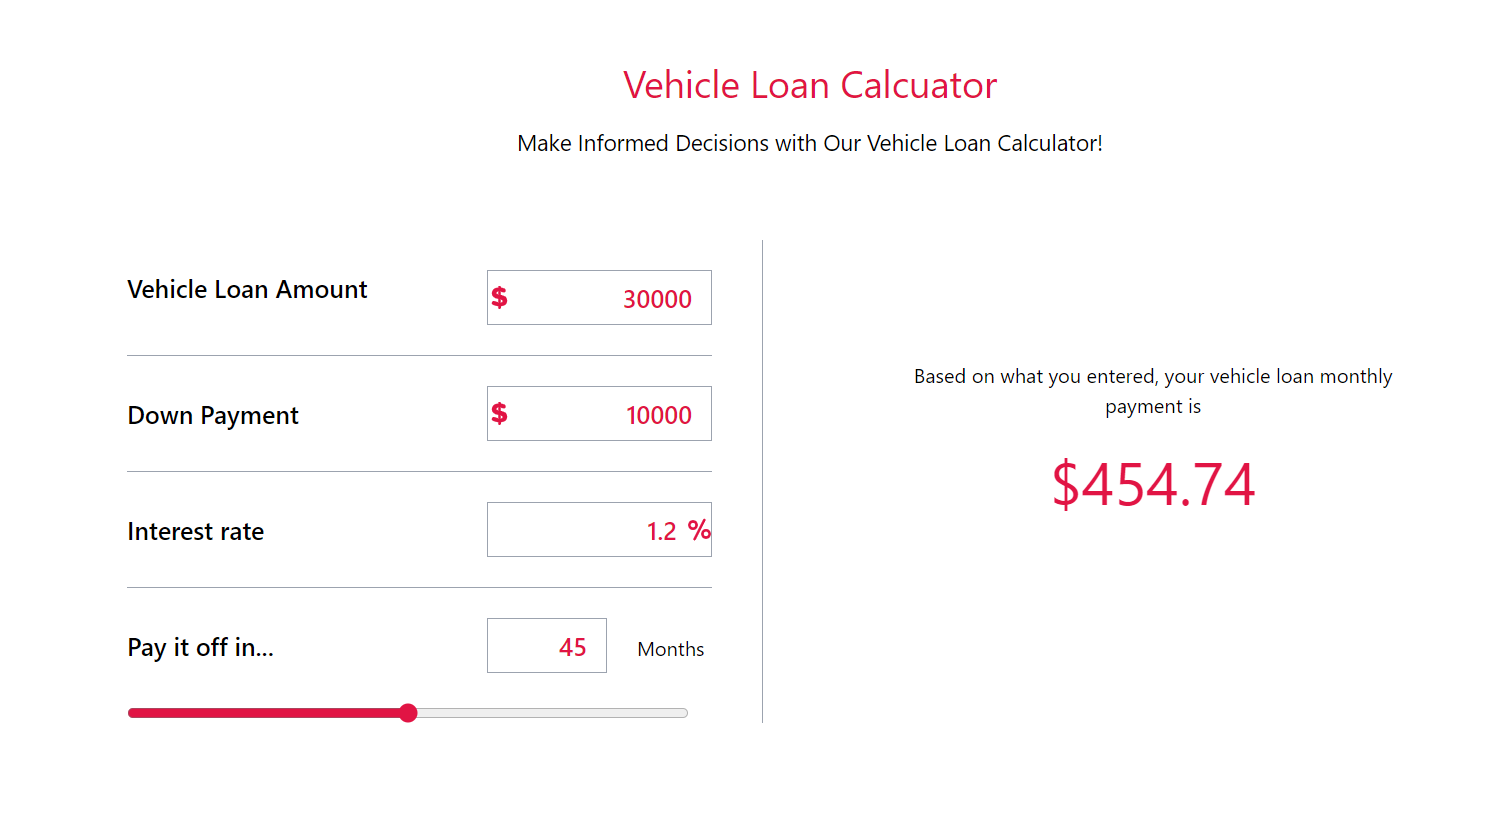 Vehicle Loan Calcuator
Make Informed Decisions with Our Vehicle Loan Calculator!
Vehicle Loan Amount
$ 30000
Down Payment
$ 10000
Interest rate
1.2 %
Pay it off in...
45 Months
Based on what you entered, your vehicle loan monthly
payment is
$454.74